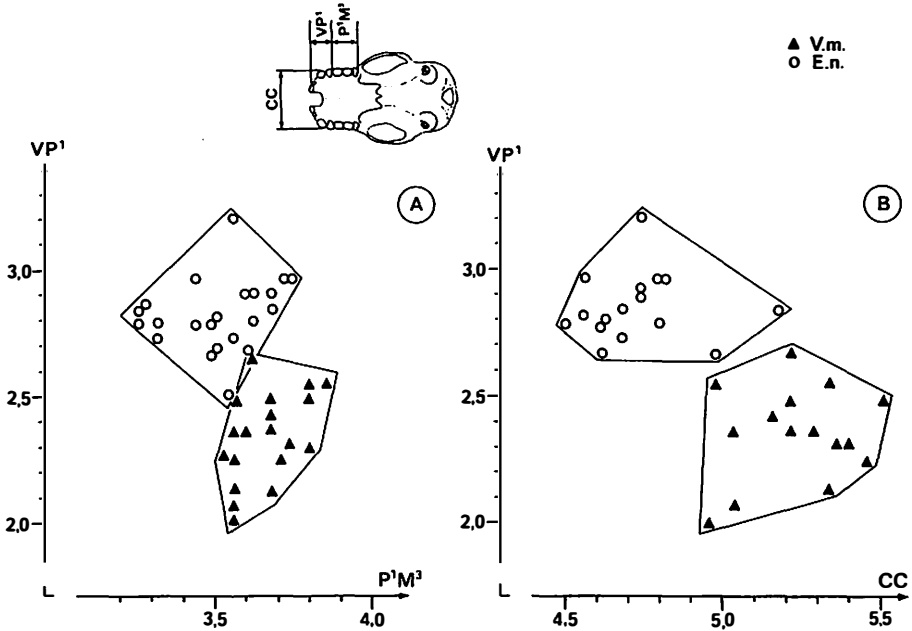 VP¹ P¹M³
CC
▲ V.m.
○ E.n.
VP¹
A
3,0
2,5
2,0
3,5 4,0
P¹M³
VP¹
B
3,0
2,5
2,0
4,5 5,0 5,5
CC